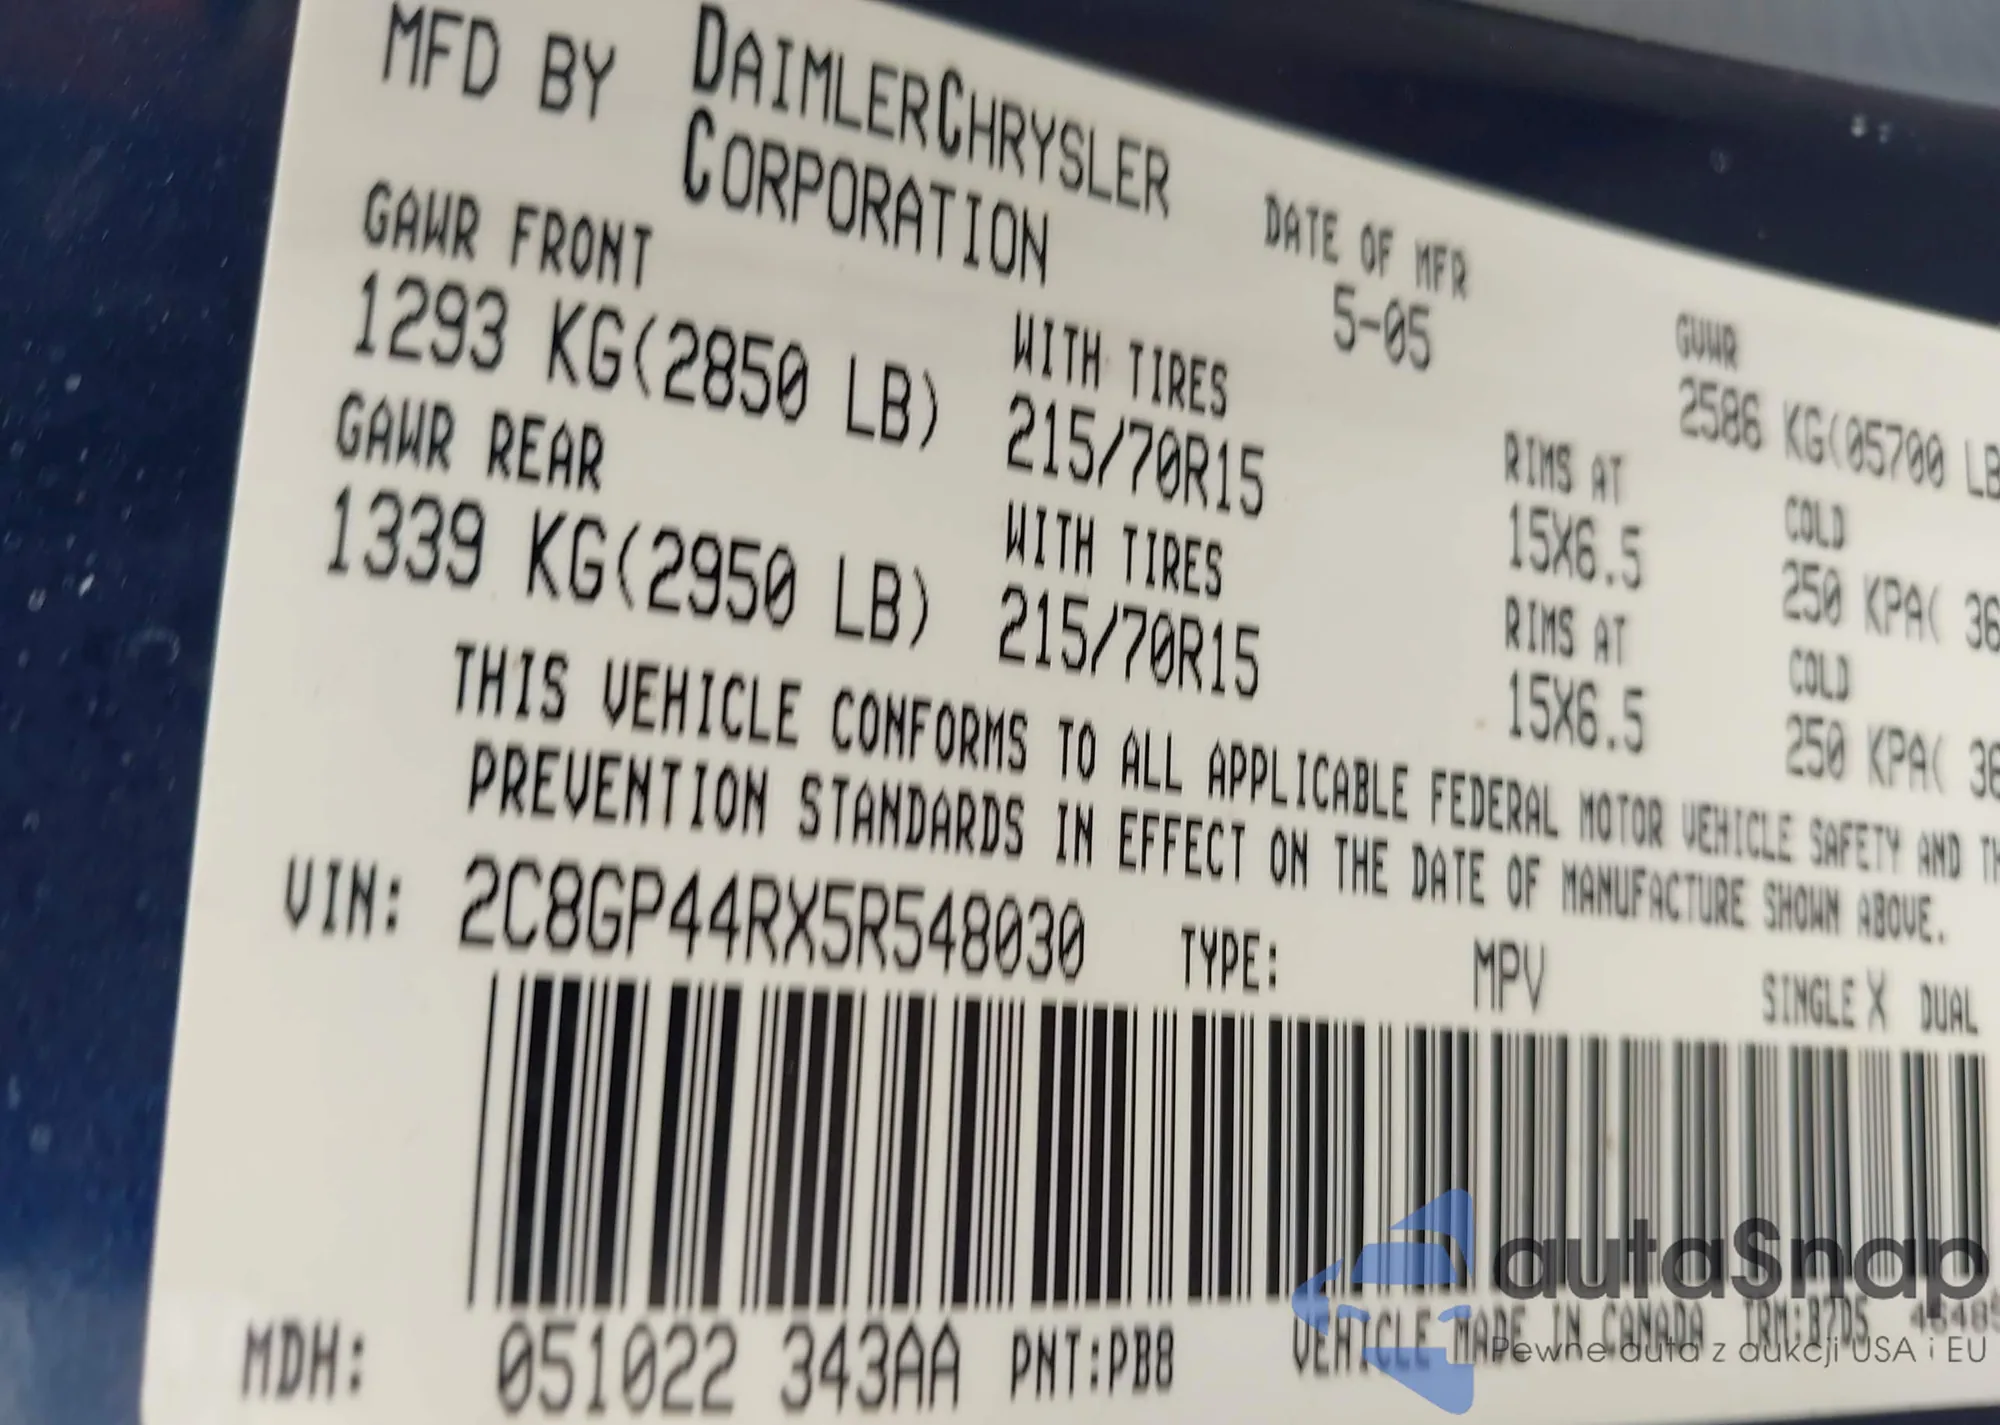 MFD BY DAIMLERCHRYSLER
CORPORATION
DATE OF MFR
5-05
GVWR
2586 KG(05700 LB
GAWR FRONT
1293 KG(2850 LB)
WITH TIRES
215/70R15
RIMS AT
15X6.5
COLD
250 KPA( 36
GAWR REAR
1339 KG(2950 LB)
WITH TIRES
215/70R15
RIMS AT
15X6.5
COLD
250 KPA( 36
THIS VEHICLE CONFORMS TO ALL APPLICABLE FEDERAL MOTOR VEHICLE SAFETY AND TH
PREVENTION STANDARDS IN EFFECT ON THE DATE OF MANUFACTURE SHOWN ABOVE.
VIN: 2C8GP44RX5R548030 TYPE: MPV SINGLE X DUAL
autaSnap
Pewne auta z aukcji USA i EU
MDH: 051022 343AA PNT:PB8 VEHICLE MADE IN CANADA